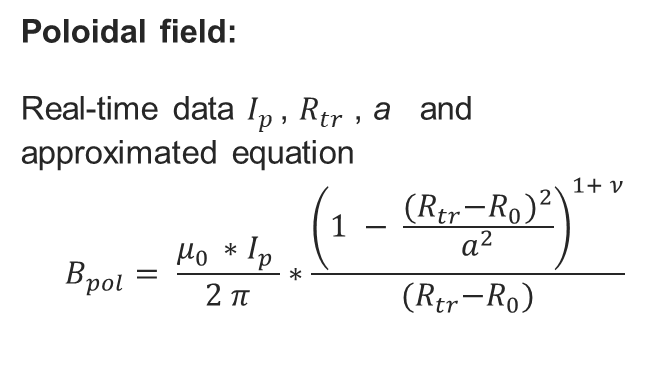 Poloidal field:
Real-time data I_p , R_tr , a and
approximated equation
B_pol = (μ_0 * I_p)/(2 π) * (1 − (R_tr−R_0)^2/a^2)^(1+ ν)/(R_tr−R_0)